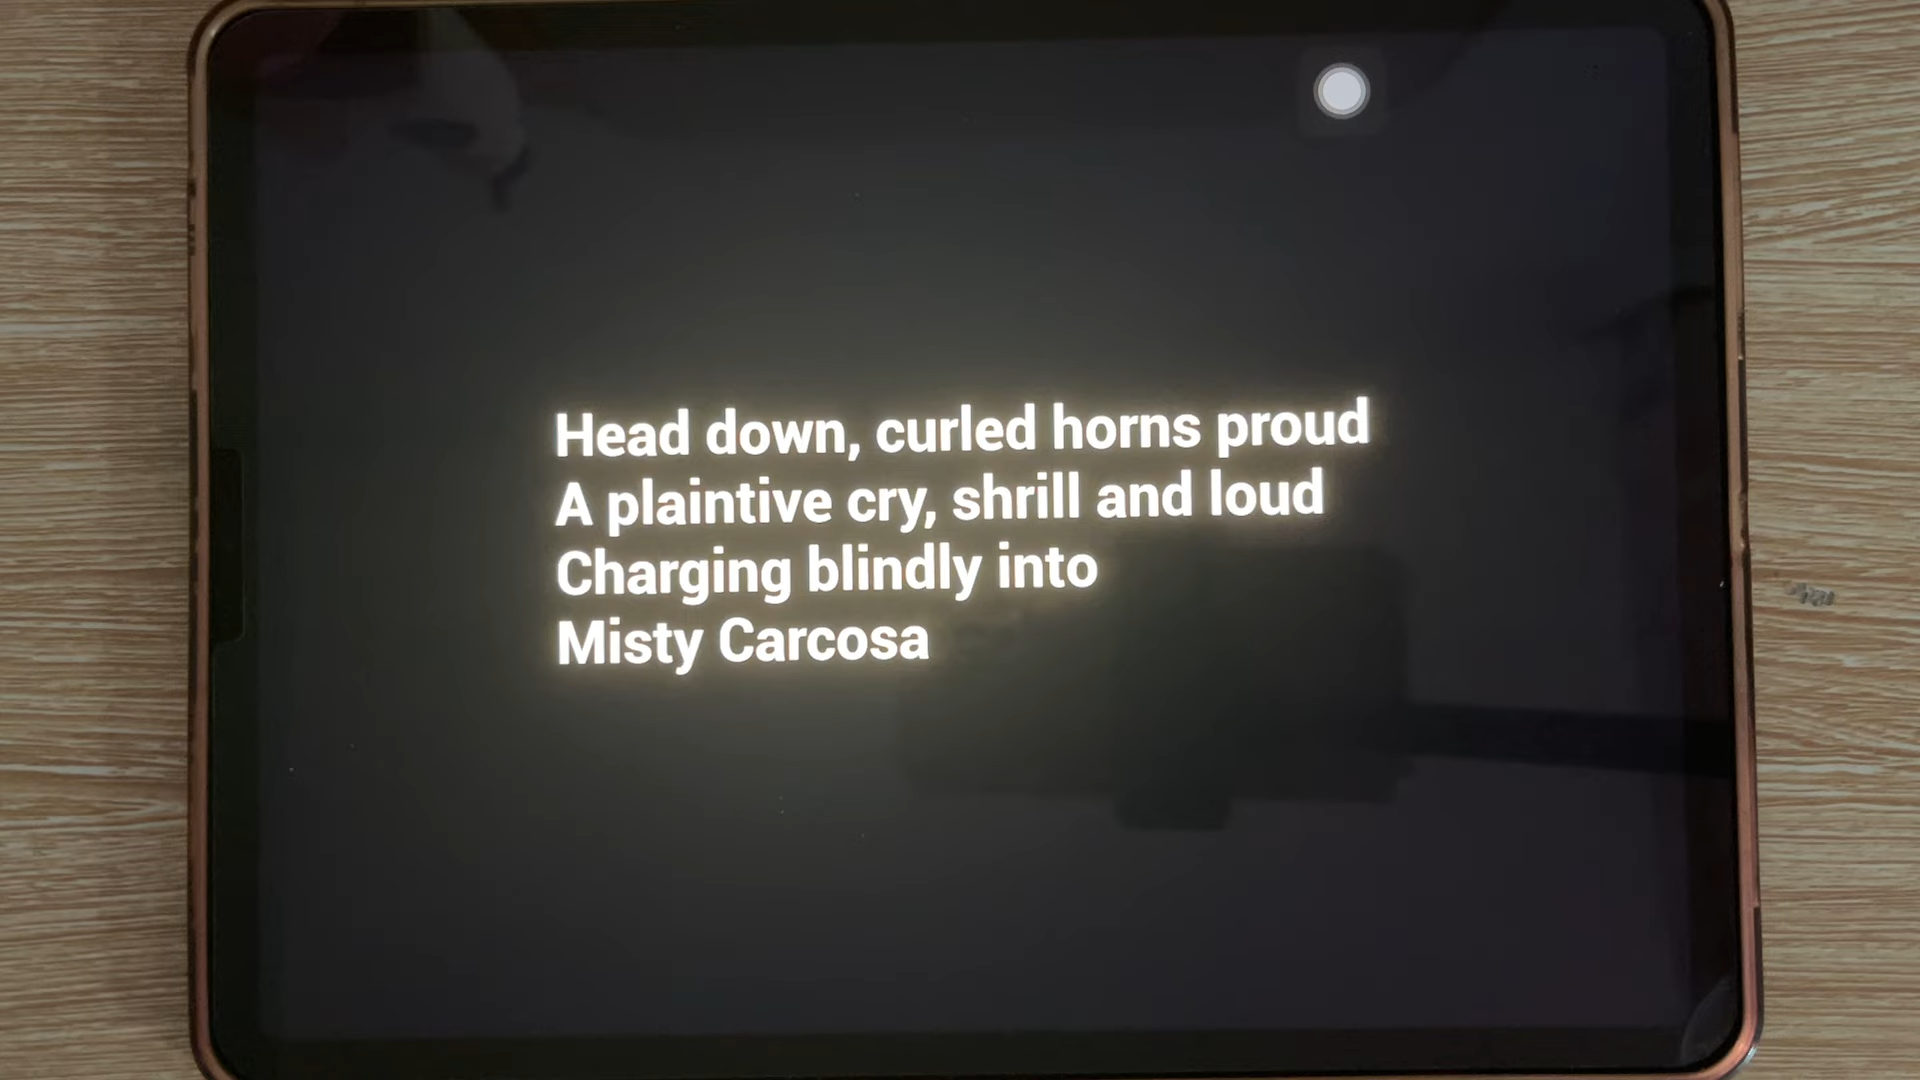 Head down, curled horns proud
A plaintive cry, shrill and loud
Charging blindly into
Misty Carcosa